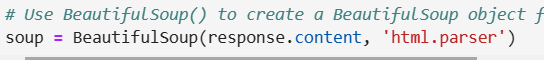 # Use BeautifulSoup() to create a BeautifulSoup object
soup = BeautifulSoup(response.content, 'html.parser')